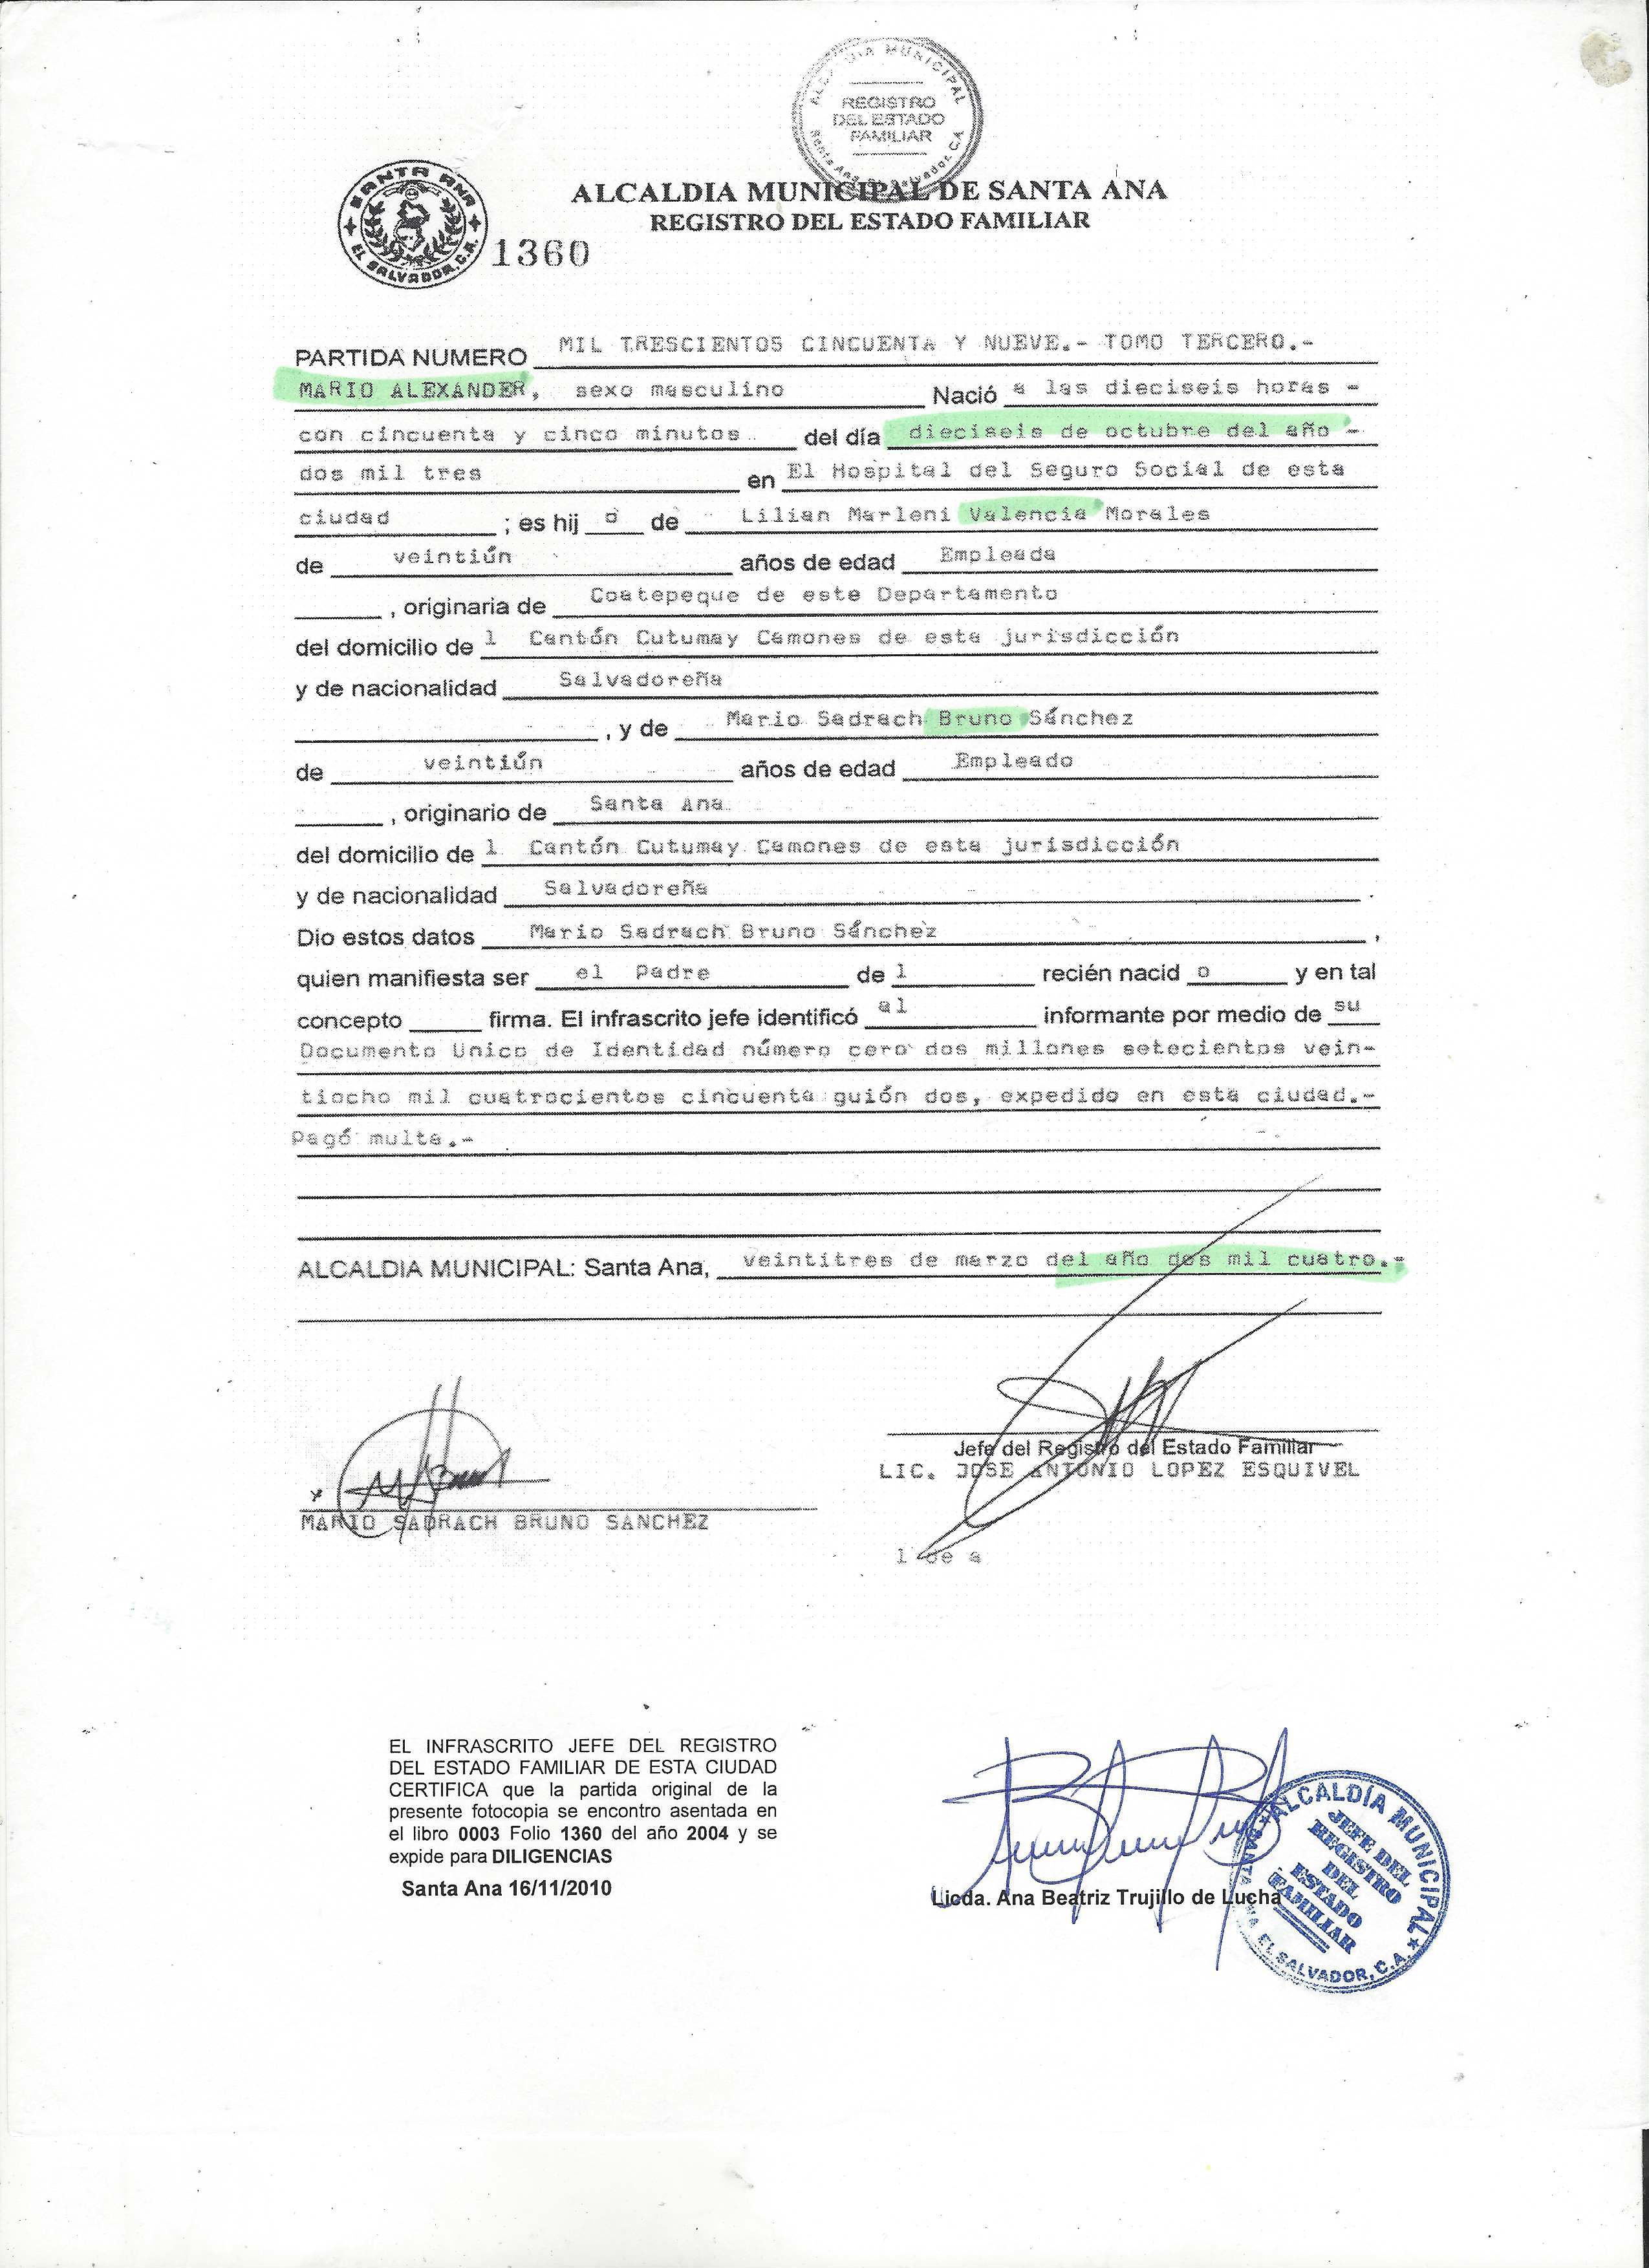 ALCALDIA MUNICIPAL
REGISTRO
DEL ESTADO
FAMILIAR
Santa Ana, El Salvador, C.A.
SANTA ANA
EL SALVADOR, C.A.
ALCALDIA MUNICIPAL DE SANTA ANA
REGISTRO DEL ESTADO FAMILIAR
1360
PARTIDA NUMERO MIL TRESCIENTOS CINCUENTA Y NUEVE.- TOMO TERCERO.-
MARIO ALEXANDER, sexo masculino Nació a las dieciseis horas -
con cincuenta y cinco minutos del día dieciseis de octubre del año -
dos mil tres en El Hospital del Seguro Social de esta
ciudad ; es hij o de Lilian Marleni Valencia Morales
de veintiún años de edad Empleada
, originaria de Coatepeque de este Departamento
del domicilio de l Cantón Cutumay Camones de esta jurisdicción
y de nacionalidad Salvadoreña
, y de Mario Sadrach Bruno Sánchez
de veintiún años de edad Empleado
, originario de Santa Ana
del domicilio de l Cantón Cutumay Camones de esta jurisdicción
y de nacionalidad Salvadoreña .
Dio estos datos Mario Sadrach Bruno Sánchez ,
quien manifiesta ser el Padre de l recién nacid o y en tal
concepto firma. El infrascrito jefe identificó al informante por medio de su
Documento Unico de Identidad número cero dos millones setecientos vein-
tiocho mil cuatrocientos cincuenta guión dos, expedido en esta ciudad.-
Pagó multa.-
ALCALDIA MUNICIPAL: Santa Ana, veintitres de marzo del año dos mil cuatro.-
Jefe del Registro del Estado Familiar
LIC. JOSE ANTONIO LOPEZ ESQUIVEL
x
MARIO SADRACH BRUNO SANCHEZ
l de a
EL INFRASCRITO JEFE DEL REGISTRO
DEL ESTADO FAMILIAR DE ESTA CIUDAD
CERTIFICA que la partida original de la
presente fotocopia se encontro asentada en
el libro 0003 Folio 1360 del año 2004 y se
expide para DILIGENCIAS
Santa Ana 16/11/2010
Licda. Ana Beatriz Trujillo de Lucha
ALCALDÍA MUNICIPAL
JEFE DEL
REGISTRO
DEL
ESTADO
FAMILIAR
SANTA ANA EL SALVADOR, C.A.